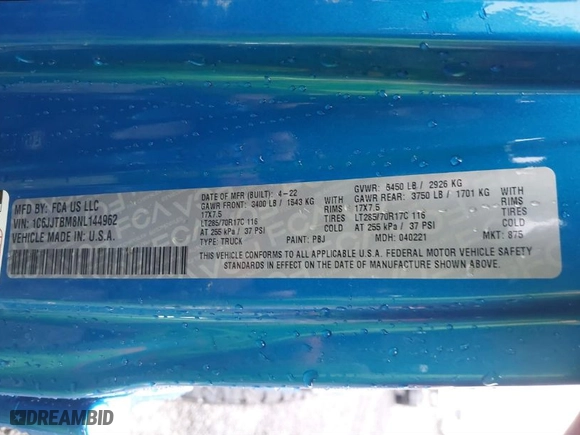 MFD BY: FCA US LLC
VIN: 1C6JJTBM8NL144962
VEHICLE MADE IN U.S.A.
DATE OF MFR (BUILT): 4-22
GAWR FRONT: 3400 LB / 1543 KG WITH
17X7.5 RIMS
LT285/70R17C 116 TIRES
AT 255 kPa / 37 PSI COLD
TYPE: TRUCK PAINT: PBJ
GVWR: 6450 LB / 2926 KG
GAWR REAR: 3750 LB / 1701 KG WITH
17X7.5 RIMS
LT285/70R17C 116 TIRES
AT 255 kPa / 37 PSI COLD
MDH: 040221 MKT: 875
THIS VEHICLE CONFORMS TO ALL APPLICABLE U.S.A. FEDERAL MOTOR VEHICLE SAFETY
STANDARDS IN EFFECT ON THE DATE OF MANUFACTURE SHOWN ABOVE.
DREAMBID